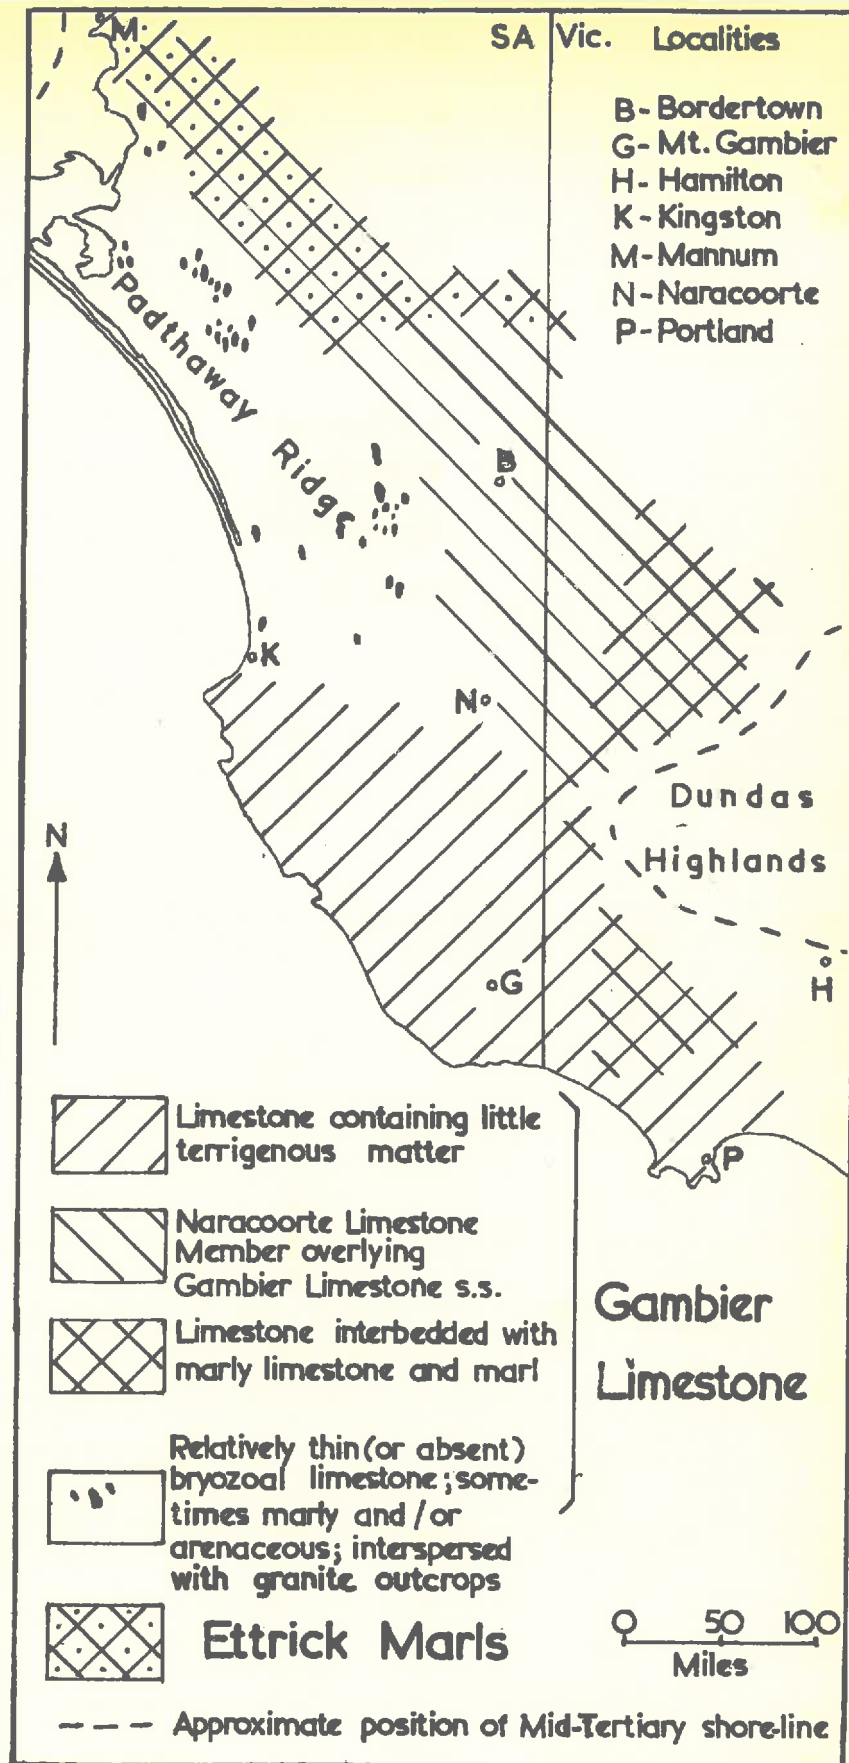 M.
SA Vic. Localities
B-Bordertown
G-Mt.Gambier
H-Hamilton
K-Kingston
M-Mannum
N-Naracoorte
P-Portland
Padthaway Ridge
B
K
N
N
Dundas
Highlands
G
H
P
Limestone containing little
terrigenous matter
Naracoorte Limestone
Member overlying
Gambier Limestone s.s.
Limestone interbedded with
marly limestone and marl
Gambier
Limestone
Relatively thin (or absent)
bryozoal limestone; some-
times marly and/or
arenaceous; interspersed
with granite outcrops
Ettrick Marls
0 50 100
Miles
--- Approximate position of Mid-Tertiary shore-line